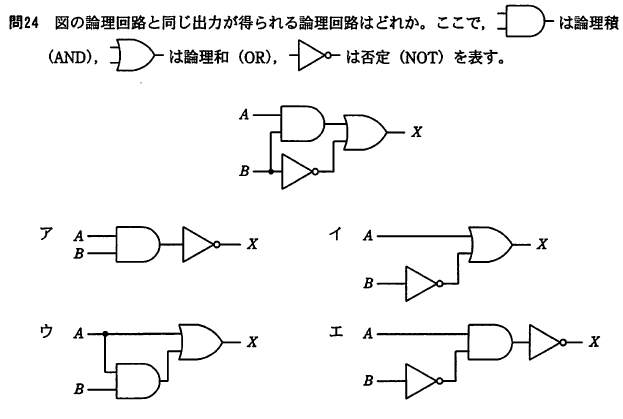 問24 図の論理回路と同じ出力が得られる論理回路はどれか。ここで， は論理積
(AND)， は論理和 (OR)， は否定 (NOT) を表す。
A
X
B
ア A
B
X
イ A
X
B
ウ A
X
B
エ A
X
B